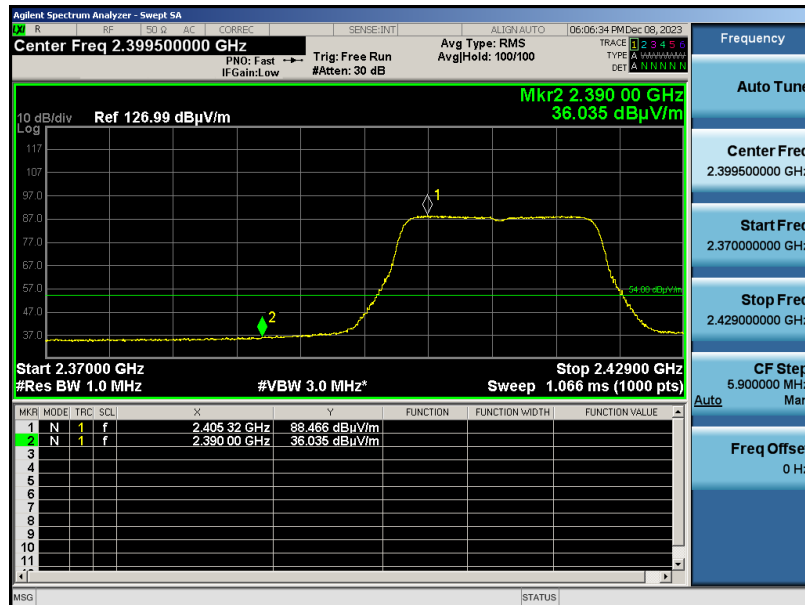 Agilent Spectrum Analyzer - Swept SA
R RF 50 Ω AC CORREC SENSE:INT ALIGN AUTO 06:06:34 PM Dec 08, 2023
Center Freq 2.399500000 GHz
PNO: Fast
IFGain:Low
Trig: Free Run
#Atten: 30 dB
Avg Type: RMS
Avg|Hold: 100/100
TRACE 1 2 3 4 5 6
TYPE A WWWWW
DET A N N N N N
Mkr2 2.390 00 GHz
36.035 dBµV/m
10 dB/div Ref 126.99 dBµV/m
Log
117
107
97.0
87.0
77.0
67.0
57.0
47.0
37.0
1
2
54.00 dBµV/m
Start 2.37000 GHz Stop 2.42900 GHz
#Res BW 1.0 MHz #VBW 3.0 MHz* Sweep 1.066 ms (1000 pts)
MKR MODE TRC SCL X Y FUNCTION FUNCTION WIDTH FUNCTION VALUE
1 N 1 f 2.405 32 GHz 88.466 dBµV/m
2 N 1 f 2.390 00 GHz 36.035 dBµV/m
3
4
5
6
7
8
9
10
11
MSG STATUS
Frequency
Auto Tune
Center Freq
2.399500000 GHz
Start Freq
2.370000000 GHz
Stop Freq
2.429000000 GHz
CF Step
5.900000 MHz
Auto Man
Freq Offset
0 Hz